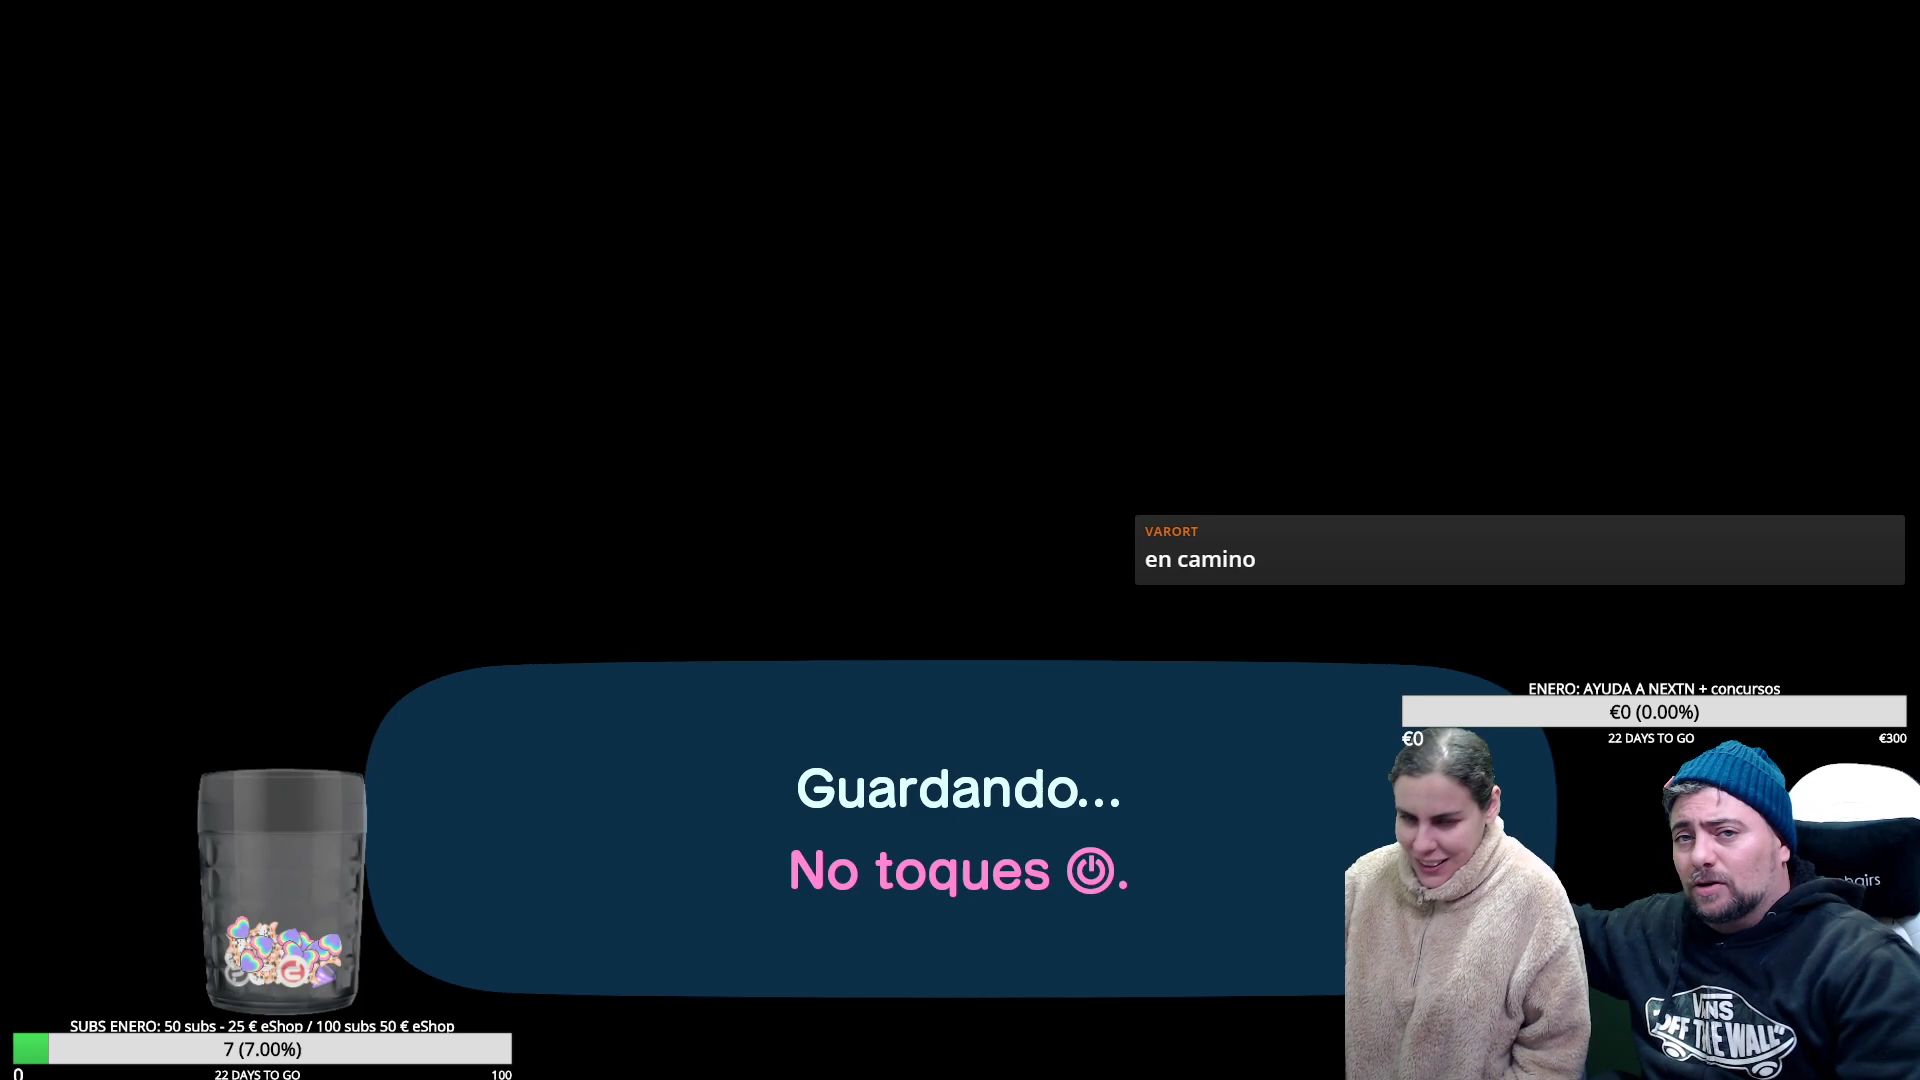 VARORT
en camino
ENERO: AYUDA A NEXTN + concursos
€0 (0.00%)
€0 22 DAYS TO GO €300
Guardando...
No toques ⏻.
hairs
VANS
"OFF THE WALL"
SUBS ENERO: 50 subs - 25 € eShop / 100 subs 50 € eShop
7 (7.00%)
0 22 DAYS TO GO 100